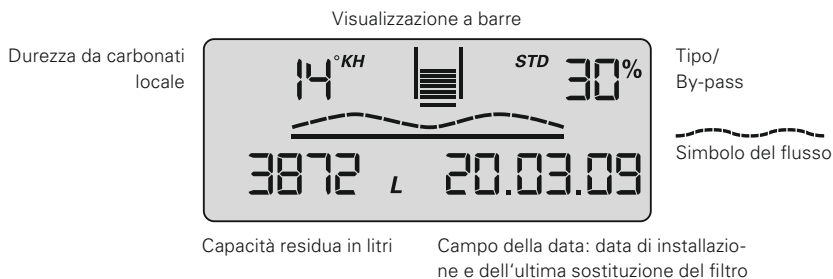 Visualizzazione a barre
Durezza da carbonati
locale
14 °KH
STD 30%
Tipo/
By-pass
Simbolo del flusso
3872 L 20.03.09
Capacità residua in litri
Campo della data: data di installazio-
ne e dell‘ultima sostituzione del filtro